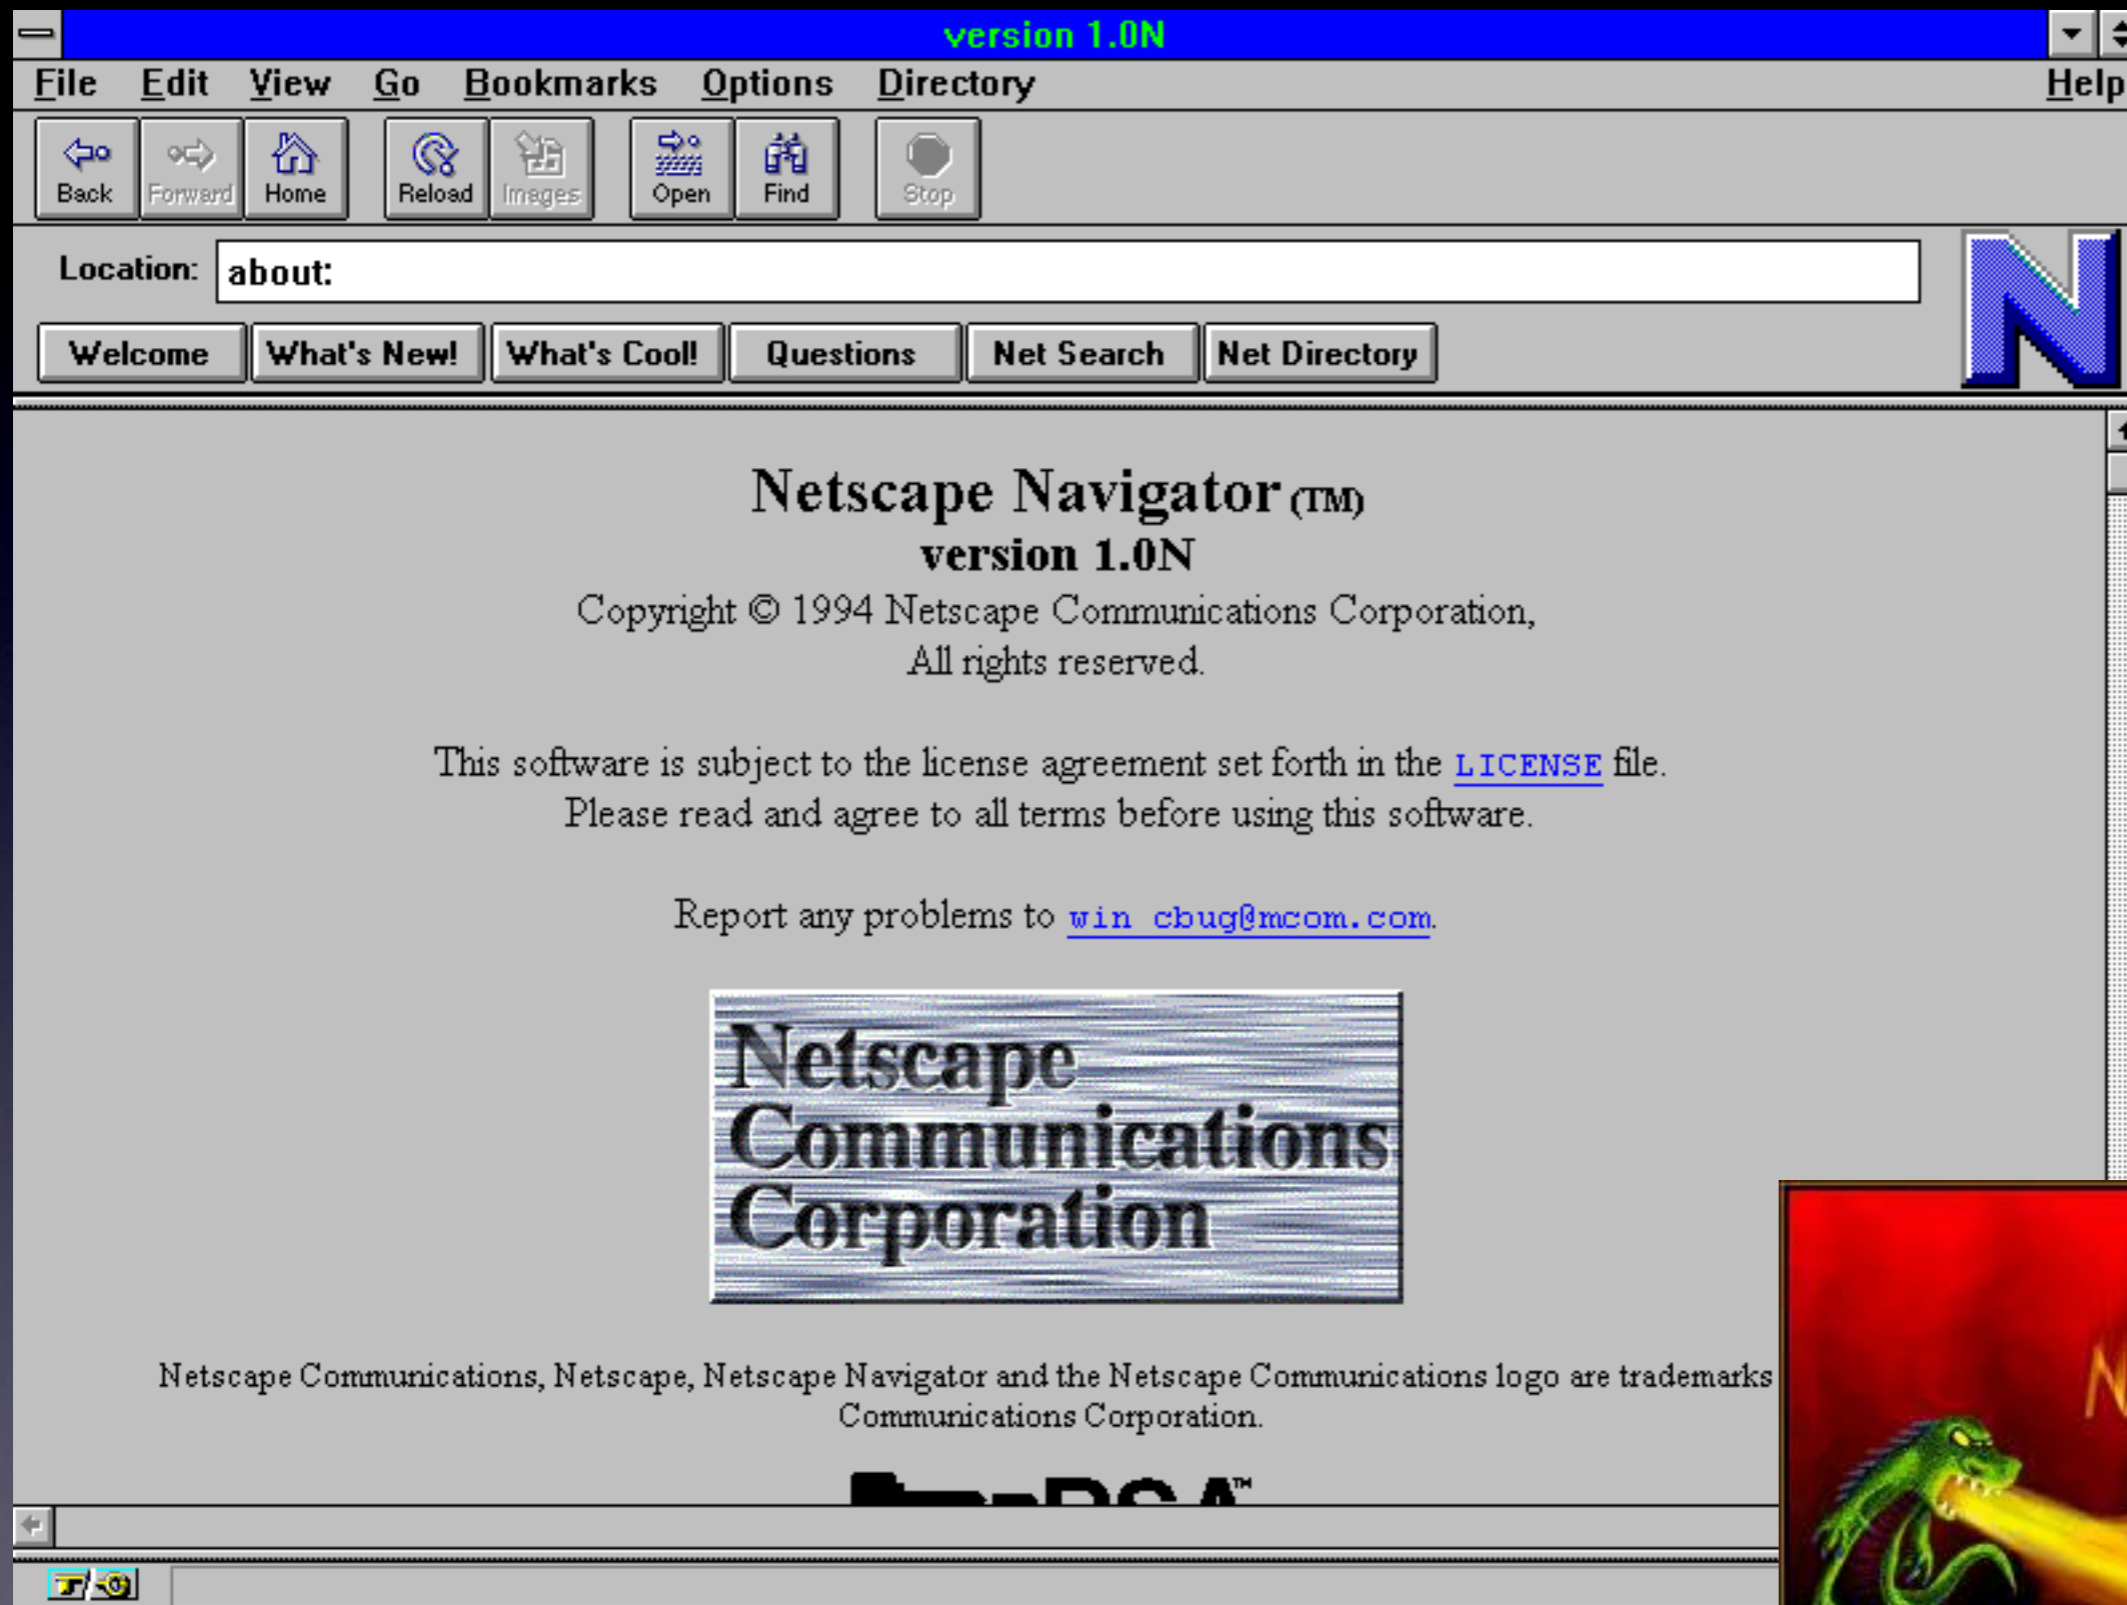 version 1.0N
File Edit View Go Bookmarks Options Directory Help
Back Forward Home Reload Images Open Find Stop
Location: about:
Welcome What's New! What's Cool! Questions Net Search Net Directory
N
Netscape Navigator (TM)
version 1.0N
Copyright © 1994 Netscape Communications Corporation,
All rights reserved.
This software is subject to the license agreement set forth in the LICENSE file.
Please read and agree to all terms before using this software.
Report any problems to win_cbug@mcom.com.
Netscape
Communications
Corporation
Netscape Communications, Netscape, Netscape Navigator and the Netscape Communications logo are trademarks
Communications Corporation.
RSA™
N